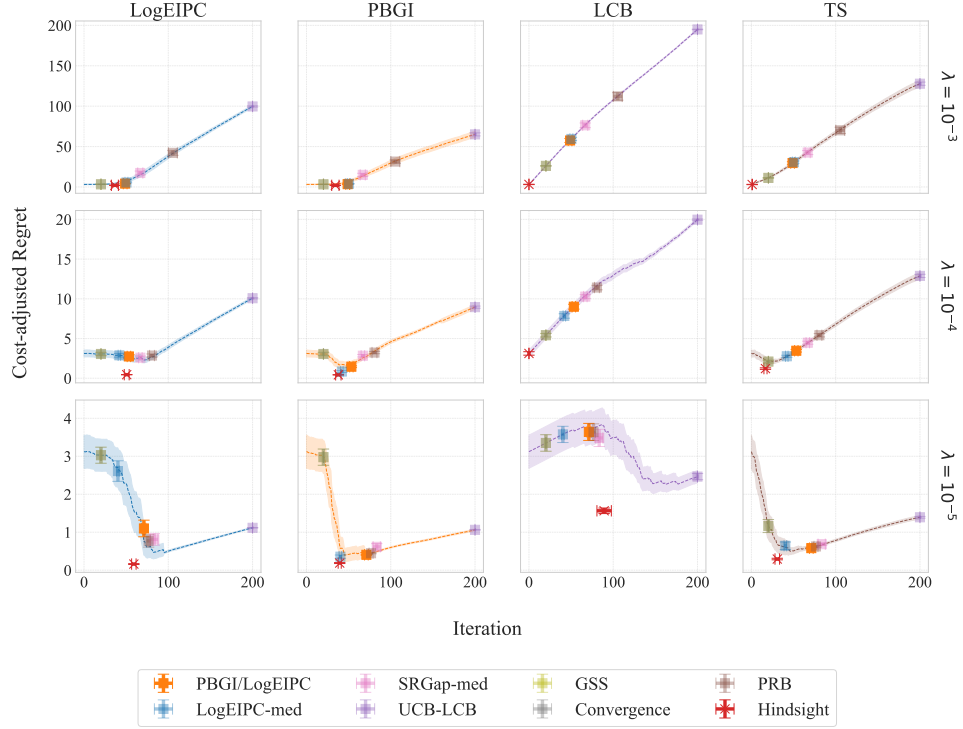 LogEIPC PBGI LCB TS
200
150
100
50
0
λ = 10⁻³
20
15
10
5
0
λ = 10⁻⁴
4
3
2
1
0
λ = 10⁻⁵
0 100 200 0 100 200 0 100 200 0 100 200
Cost-adjusted Regret
Iteration
PBGI/LogEIPC SRGap-med GSS PRB
LogEIPC-med UCB-LCB Convergence Hindsight